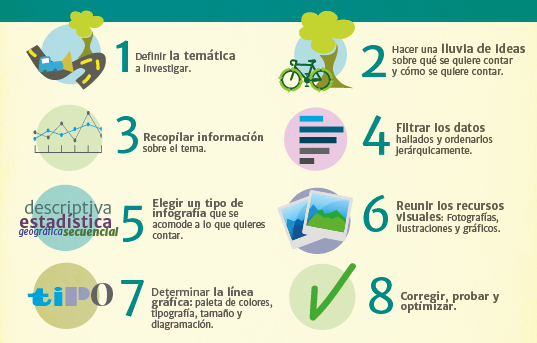 1 Definir la temática
a investigar.
2 Hacer una lluvia de ideas
sobre qué se quiere contar
y cómo se quiere contar.
3 Recopilar información
sobre el tema.
4 Filtrar los datos
hallados y ordenarlos
jerárquicamente.
descriptiva
estadística
geográfica secuencial
5 Elegir un tipo de
infografía que se
acomode a lo que quieres
contar.
6 Reunir los recursos
visuales: Fotografías,
ilustraciones y gráficos.
tiPO
7 Determinar la línea
gráfica: paleta de colores,
tipografía, tamaño y
diagramación.
8 Corregir, probar y
optimizar.